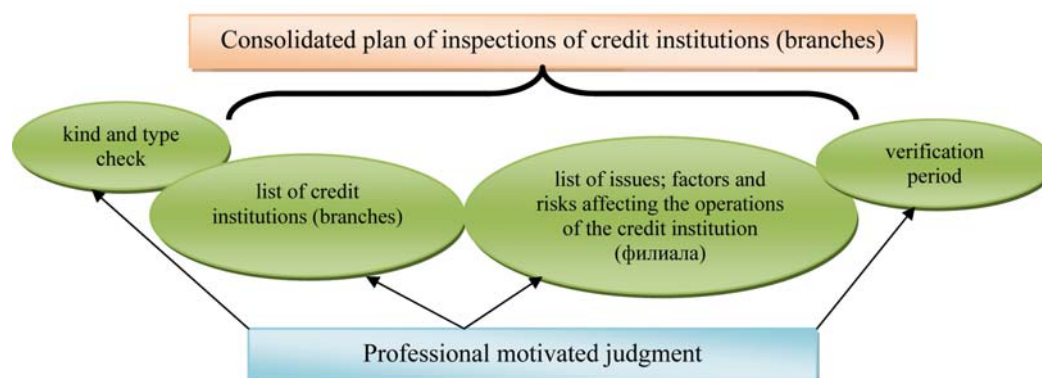 Consolidated plan of inspections of credit institutions (branches)
kind and type
check
list of credit
institutions (branches)
list of issues; factors and
risks affecting the operations
of the credit institution
(филиала)
verification
period
Professional motivated judgment